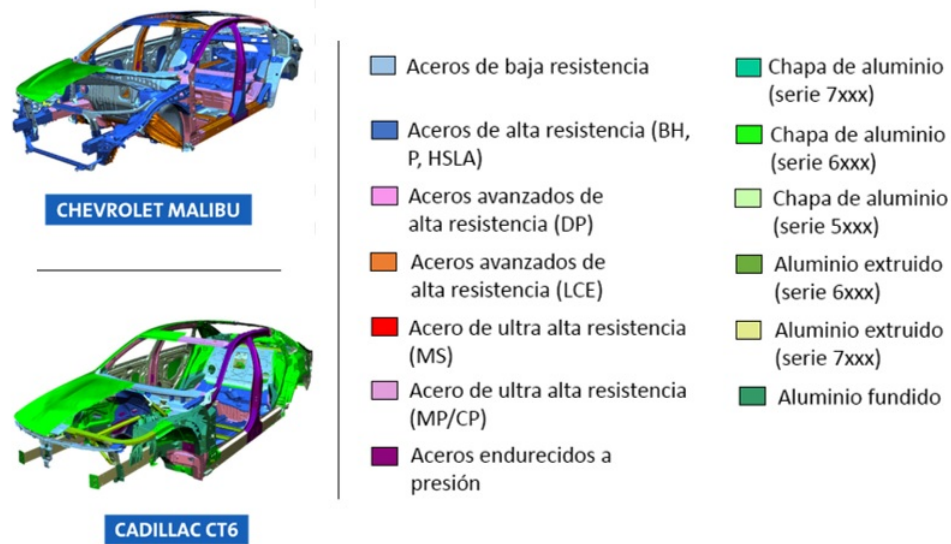 CHEVROLET MALIBU
CADILLAC CT6
Aceros de baja resistencia
Aceros de alta resistencia (BH,
P, HSLA)
Aceros avanzados de
alta resistencia (DP)
Aceros avanzados de
alta resistencia (LCE)
Acero de ultra alta resistencia
(MS)
Acero de ultra alta resistencia
(MP/CP)
Aceros endurecidos a
presión
Chapa de aluminio
(serie 7xxx)
Chapa de aluminio
(serie 6xxx)
Chapa de aluminio
(serie 5xxx)
Aluminio extruido
(serie 6xxx)
Aluminio extruido
(serie 7xxx)
Aluminio fundido